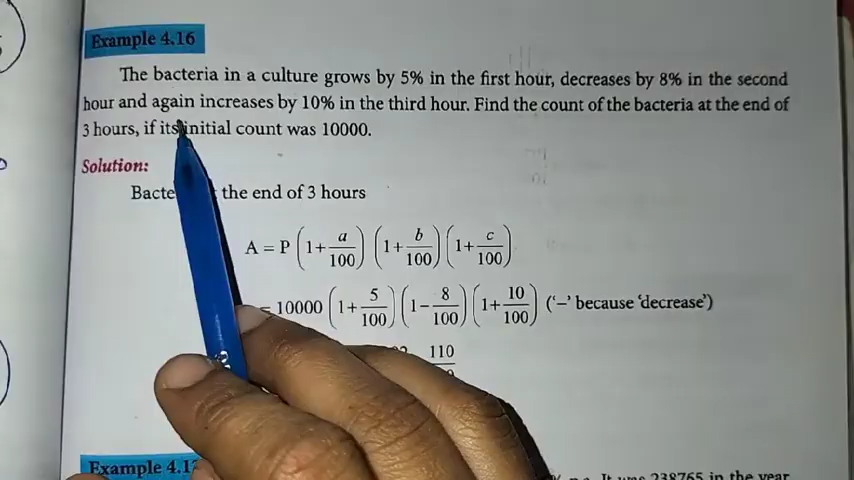 Example 4.16
The bacteria in a culture grows by 5% in the first hour, decreases by 8% in the second
hour and again increases by 10% in the third hour. Find the count of the bacteria at the end of
3 hours, if its initial count was 10000.
Solution:
Bacte the end of 3 hours
A = P (1+ a/100) (1+ b/100) (1+ c/100)
= 10000 (1+ 5/100) (1− 8/100) (1+ 10/100) ('–' because 'decrease')
110
Example 4.1
It was 238765 in the year